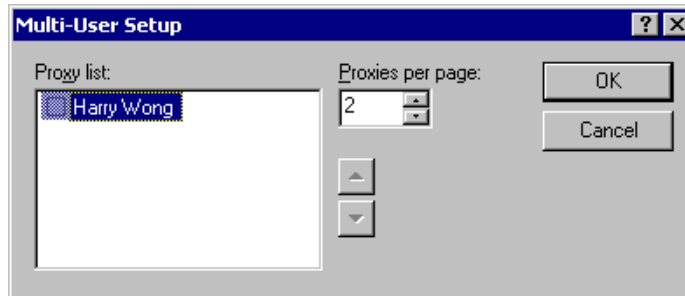 Multi-User Setup
Proxy list:
Proxies per page:
Harry Wong
2
OK
Cancel